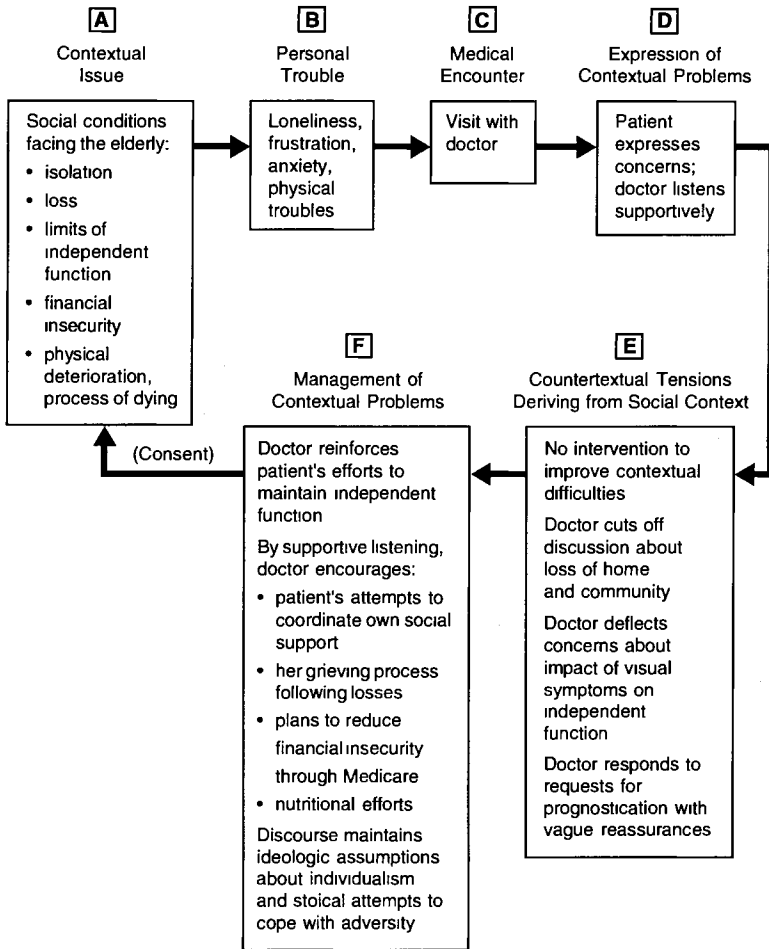 A
Contextual
Issue
Social conditions
facing the elderly:
• isolation
• loss
• limits of
independent
function
• financial
insecurity
• physical
deterioration,
process of dying
B
Personal
Trouble
Loneliness,
frustration,
anxiety,
physical
troubles
C
Medical
Encounter
Visit with
doctor
D
Expression of
Contextual Problems
Patient
expresses
concerns;
doctor listens
supportively
E
Countertextual Tensions
Deriving from Social Context
No intervention to
improve contextual
difficulties
Doctor cuts off
discussion about
loss of home
and community
Doctor deflects
concerns about
impact of visual
symptoms on
independent
function
Doctor responds to
requests for
prognostication with
vague reassurances
F
Management of
Contextual Problems
Doctor reinforces
patient's efforts to
maintain independent
function
By supportive listening,
doctor encourages:
• patient's attempts to
coordinate own social
support
• her grieving process
following losses
• plans to reduce
financial insecurity
through Medicare
• nutritional efforts
Discourse maintains
ideologic assumptions
about individualism
and stoical attempts to
cope with adversity
(Consent)